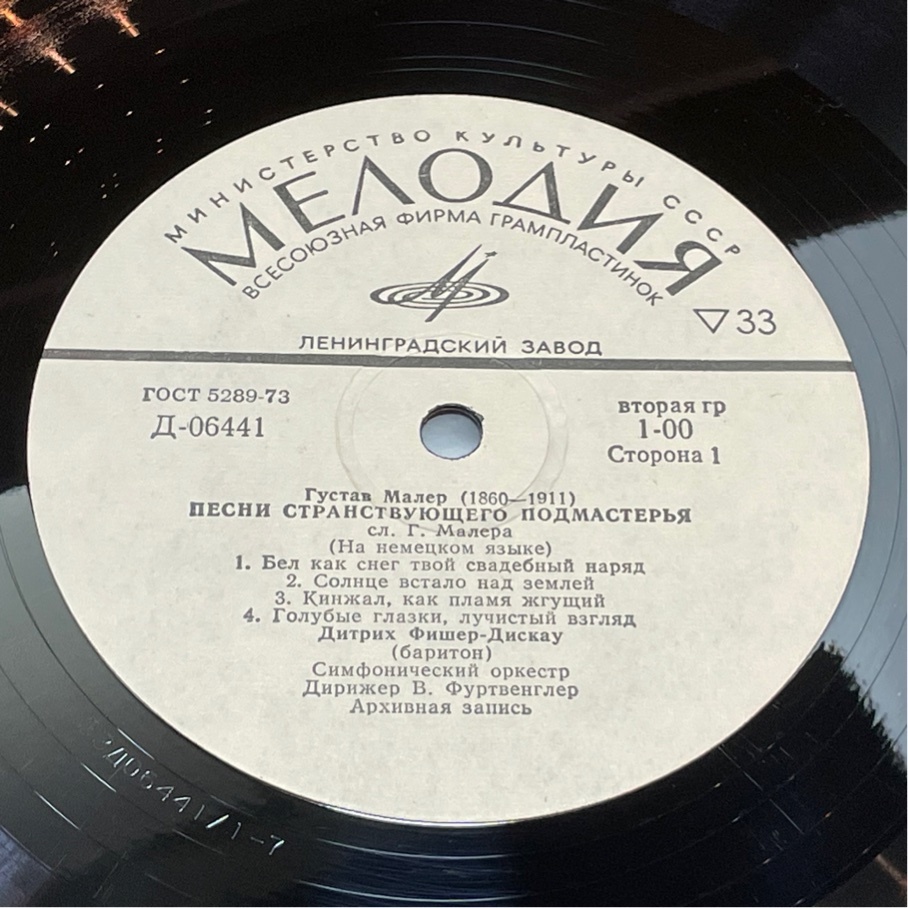 МИНИСТЕРСТВО КУЛЬТУРЫ СССР
МЕЛОДИЯ
ВСЕСОЮЗНАЯ ФИРМА ГРАМПЛАСТИНОК
▽33
ЛЕНИНГРАДСКИЙ ЗАВОД
ГОСТ 5289-73
Д-06441
вторая гр
1-00
Сторона 1
Густав Малер (1860—1911)
ПЕСНИ СТРАНСТВУЮЩЕГО ПОДМАСТЕРЬЯ
сл. Г. Малера
(На немецком языке)
1. Бел как снег твой свадебный наряд
2. Солнце встало над землей
3. Кинжал, как пламя жгущий
4. Голубые глазки, лучистый взгляд
Дитрих Фишер-Дискау
(баритон)
Симфонический оркестр
Дирижер В. Фуртвенглер
Архивная запись
Д06441/1-7